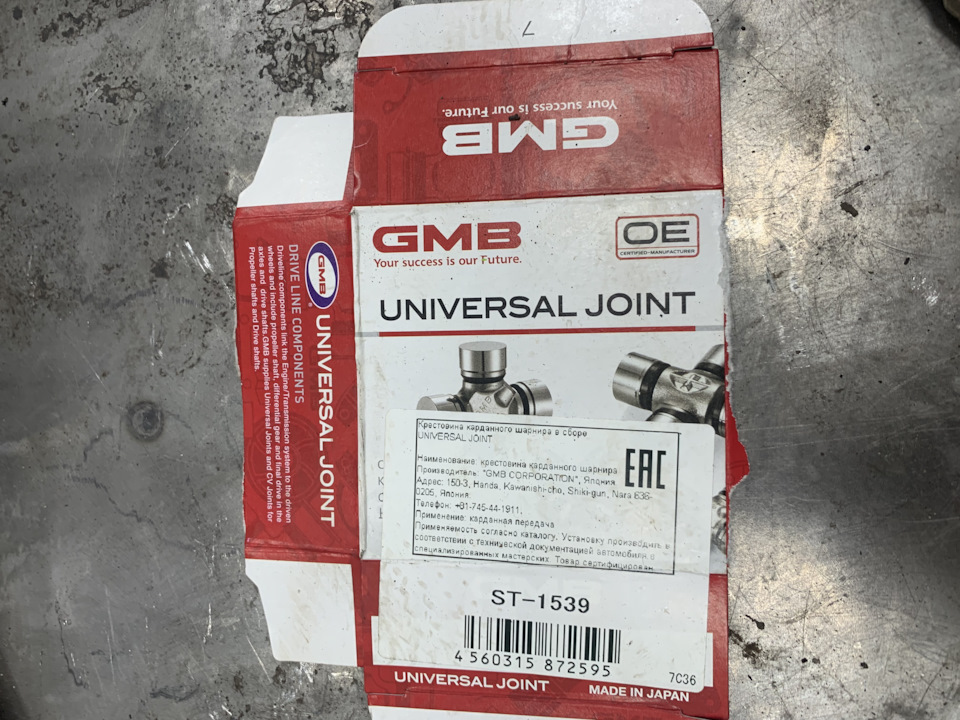 7
Your success is our Future.
GMB
GMB
Your success is our Future.
OE
CERTIFIED-MANUFACTURER
UNIVERSAL JOINT
GMB
UNIVERSAL JOINT
DRIVE LINE COMPONENTS
Driveline components link the Engine/Transmission system to the driven
wheels and include propeller shaft, differential gear and final drive in the
axles and drive shafts.GMB supplies Universal Joints and CV Joints for
Propeller shafts and Drive shafts.
Крестовина карданного шарнира в сборе
UNIVERSAL JOINT
EAC
Наименование: крестовина карданного шарнира
Производитель: "GMB CORPORATION", Япония
Адрес: 150-3, Handa, Kawanishi-cho, Shiki-gun, Nara 636-
0205, Япония
Телефон: +81-745-44-1911,
Применение: карданная передача
Применяемость согласно каталогу. Установку производить в
соответствии с технической документацией автомобиля в
специализированных мастерских. Товар сертифицирован
ST-1539
4 560315 872595
7C36
UNIVERSAL JOINT
MADE IN JAPAN